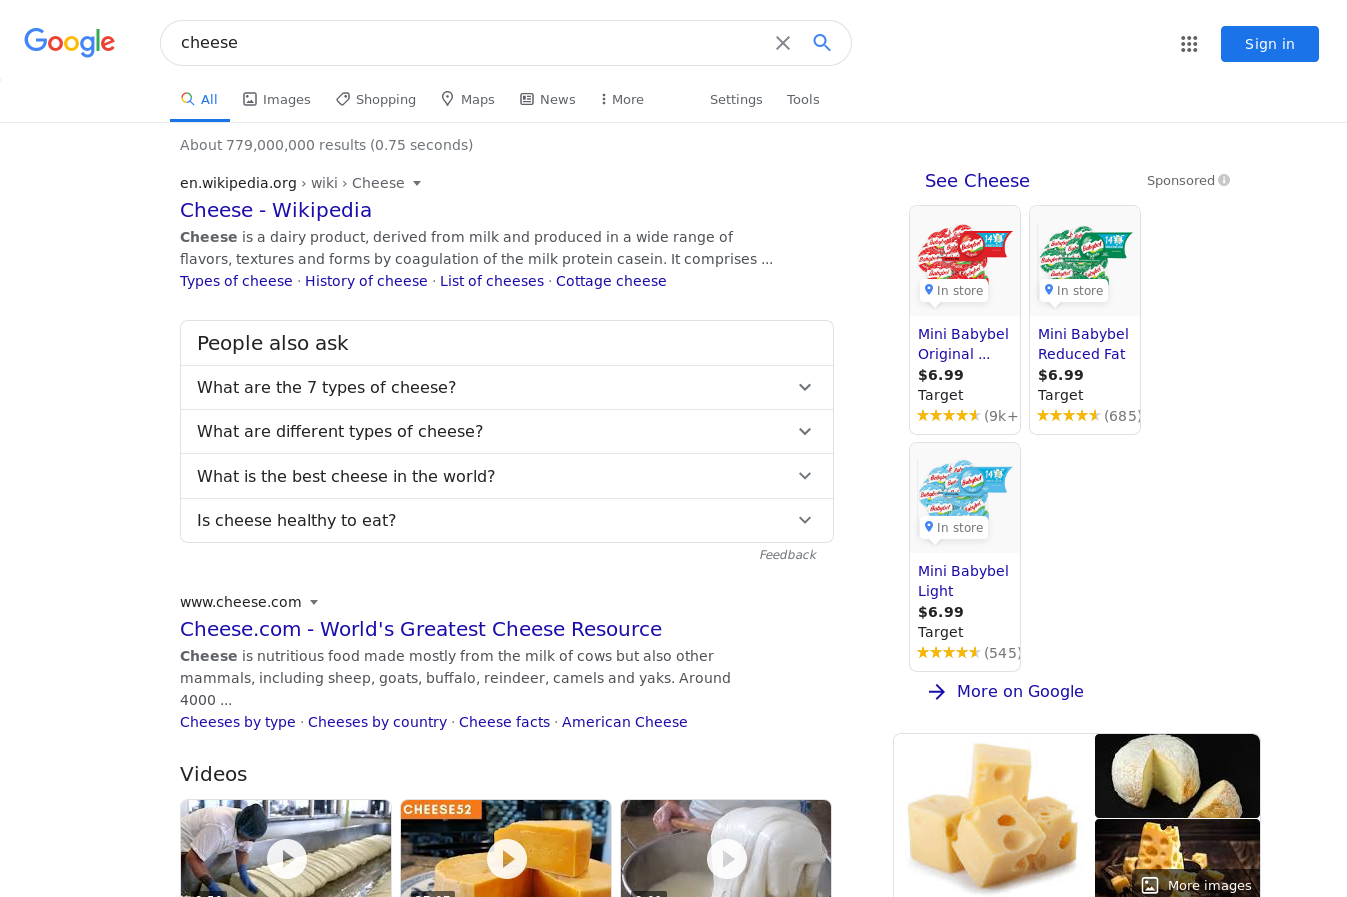 Google
cheese
Sign in
All
Images
Shopping
Maps
News
More
Settings
Tools
About 779,000,000 results (0.75 seconds)
en.wikipedia.org › wiki › Cheese
Cheese - Wikipedia
Cheese is a dairy product, derived from milk and produced in a wide range of
flavors, textures and forms by coagulation of the milk protein casein. It comprises ...
Types of cheese · History of cheese · List of cheeses · Cottage cheese
People also ask
What are the 7 types of cheese?
What are different types of cheese?
What is the best cheese in the world?
Is cheese healthy to eat?
Feedback
www.cheese.com
Cheese.com - World's Greatest Cheese Resource
Cheese is nutritious food made mostly from the milk of cows but also other
mammals, including sheep, goats, buffalo, reindeer, camels and yaks. Around
4000 ...
Cheeses by type · Cheeses by country · Cheese facts · American Cheese
Videos
CHEESE52
See Cheese
Sponsored
Babybel
In store
Mini Babybel
Original ...
$6.99
Target
(9k+
Babybel
In store
Mini Babybel
Reduced Fat
$6.99
Target
(685)
Babybel
In store
Mini Babybel
Light
$6.99
Target
(545)
More on Google
More images